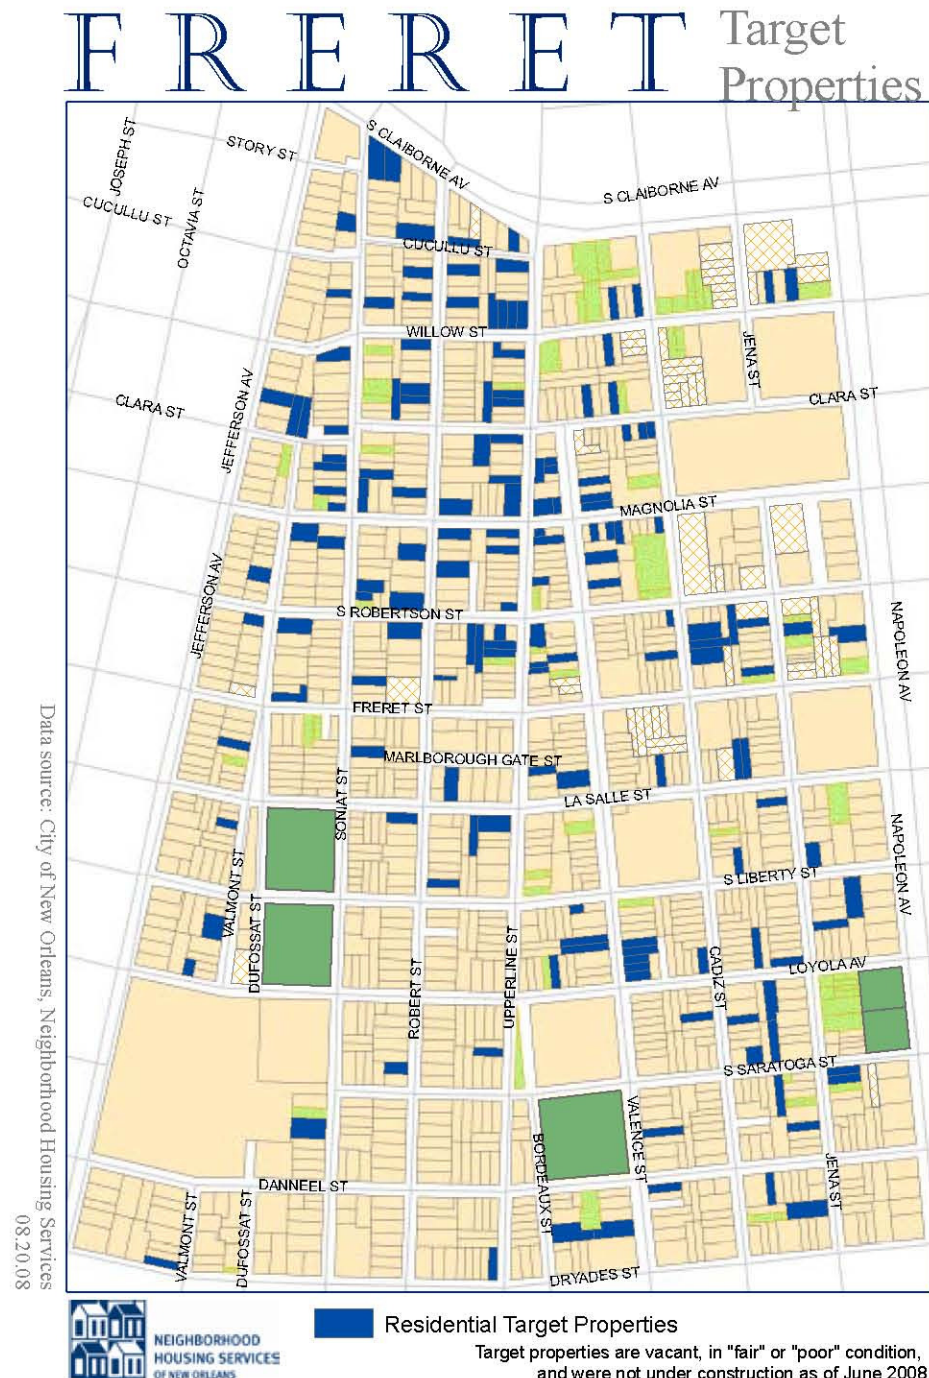 FRERET
Target
Properties
S CLAIBORNE AV
STORY ST
JOSEPH ST
S CLAIBORNE AV
CUCULLU ST
OCTAVIA ST
CUCULLU ST
WILLOW ST
JENA ST
CLARA ST
CLARA ST
JEFFERSON AV
MAGNOLIA ST
JEFFERSON AV
S ROBERTSON ST
NAPOLEON AV
FRERET ST
MARLBOROUGH GATE ST
LA SALLE ST
SONIAT ST
NAPOLEON AV
VALMONT ST
S LIBERTY ST
DUFOSSAT ST
UPPERLINE ST
ROBERT ST
CADIZ ST
LOYOLA AV
S SARATOGA ST
VALENCE ST
BORDEAUX ST
JENA ST
DANNEEL ST
VALMONT ST
DUFOSSAT ST
DRYADES ST
Data source: City of New Orleans, Neighborhood Housing Services
08.20.08
NEIGHBORHOOD
HOUSING SERVICES
OF NEW ORLEANS
Residential Target Properties
Target properties are vacant, in "fair" or "poor" condition,
and were not under construction as of June 2008